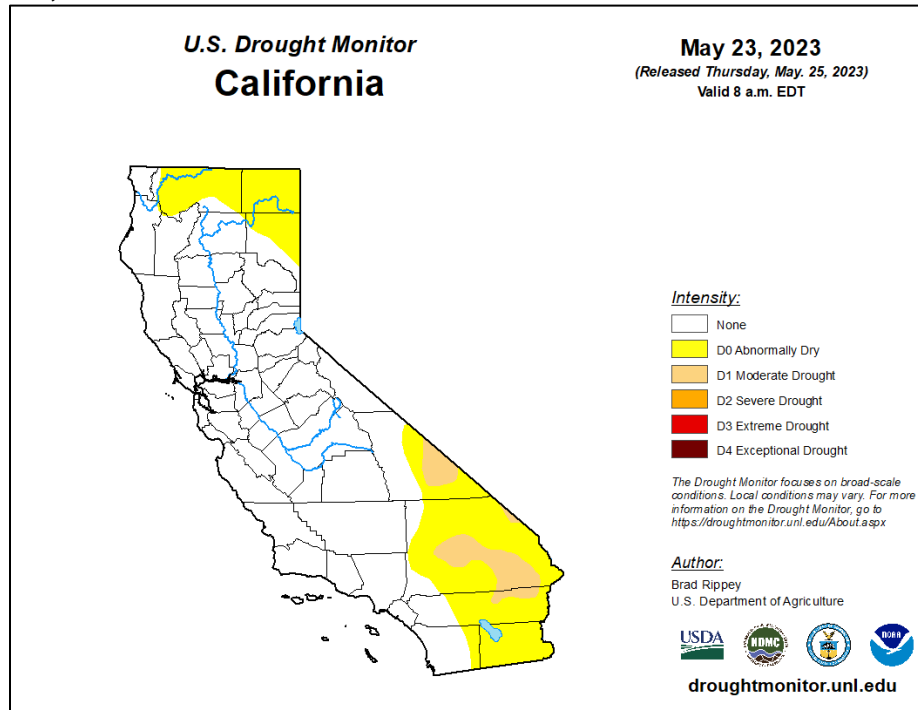 U.S. Drought Monitor
California
May 23, 2023
(Released Thursday, May. 25, 2023)
Valid 8 a.m. EDT
Intensity:
None
D0 Abnormally Dry
D1 Moderate Drought
D2 Severe Drought
D3 Extreme Drought
D4 Exceptional Drought
The Drought Monitor focuses on broad-scale
conditions. Local conditions may vary. For more
information on the Drought Monitor, go to
https://droughtmonitor.unl.edu/About.aspx
Author:
Brad Rippey
U.S. Department of Agriculture
USDA
NDMC
NOAA
droughtmonitor.unl.edu